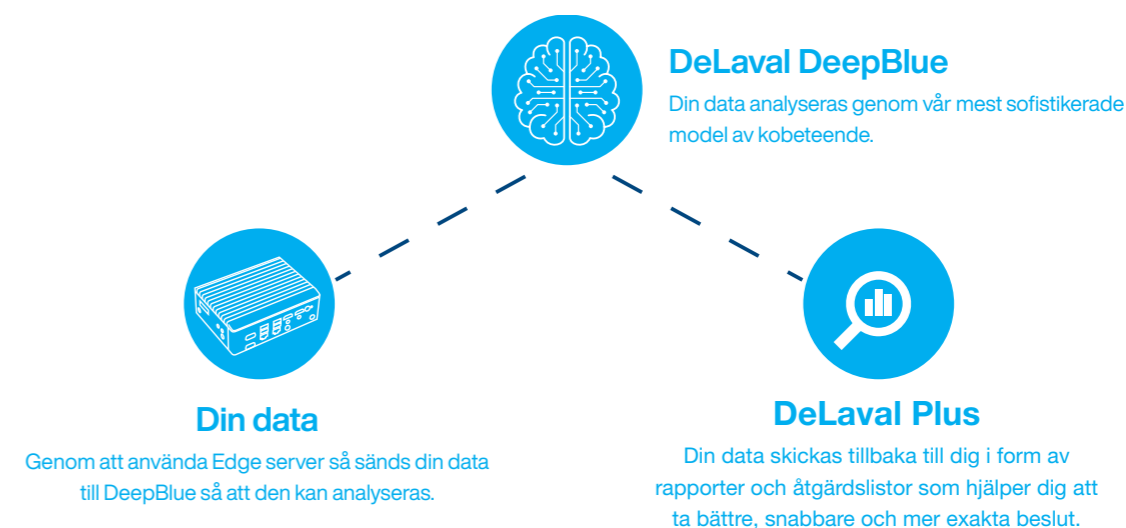 DeLaval DeepBlue
Din data analyseras genom vår mest sofistikerade
model av kobeteende.
Din data
Genom att använda Edge server så sänds din data
till DeepBlue så att den kan analyseras.
DeLaval Plus
Din data skickas tillbaka till dig i form av
rapporter och åtgärdslistor som hjälper dig att
ta bättre, snabbare och mer exakta beslut.